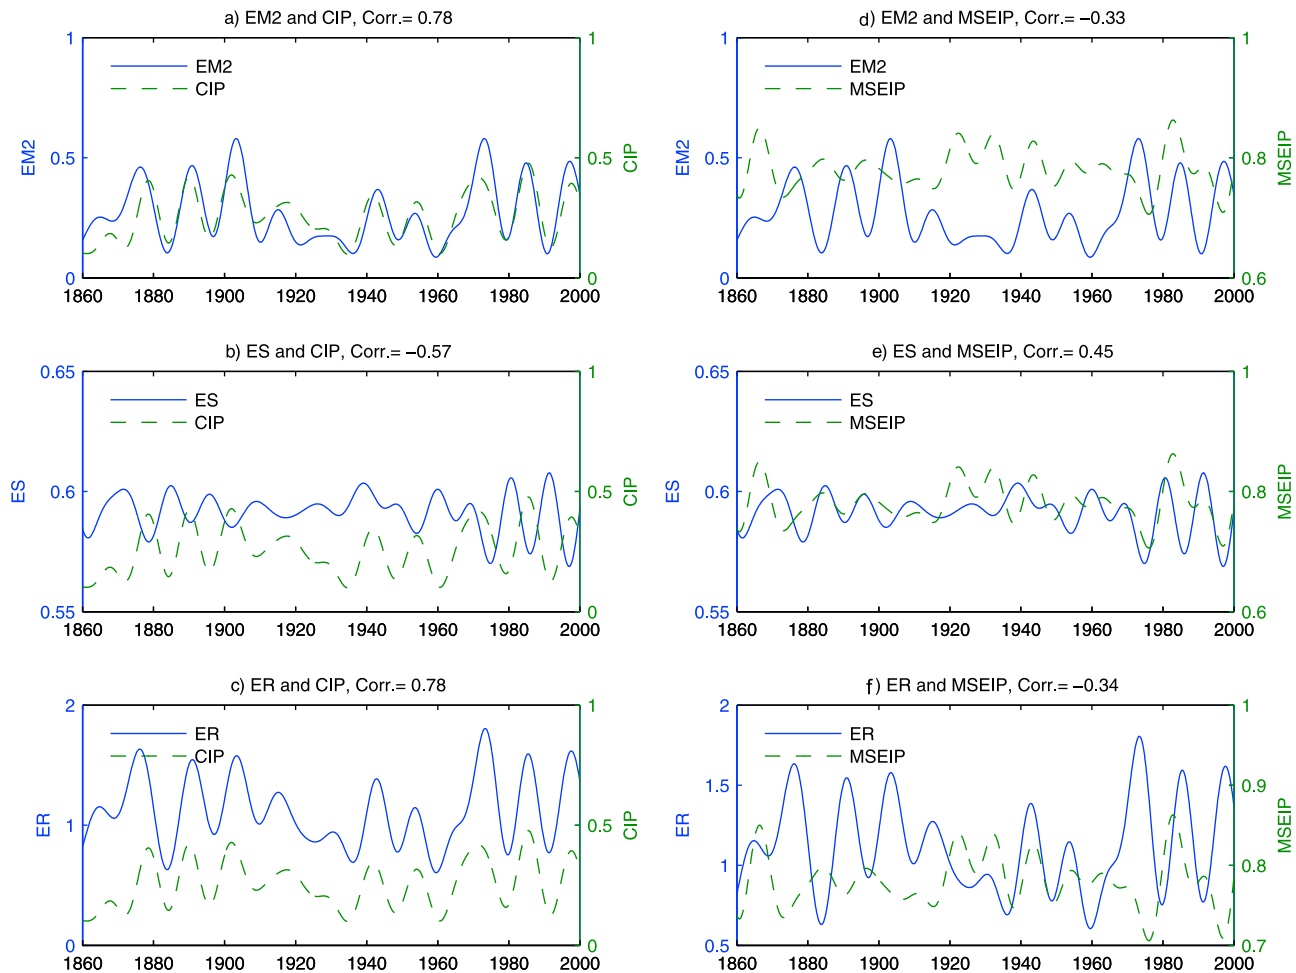 a) EM2 and CIP, Corr.= 0.78
1
0.5
0
EM2
EM2
CIP
1
0.5
0
CIP
1860 1880 1900 1920 1940 1960 1980 2000
d) EM2 and MSEIP, Corr.= −0.33
1
0.5
0
EM2
EM2
MSEIP
1
0.8
0.6
MSEIP
1860 1880 1900 1920 1940 1960 1980 2000
b) ES and CIP, Corr.= −0.57
0.65
0.6
0.55
ES
ES
CIP
1
0.5
0
CIP
1860 1880 1900 1920 1940 1960 1980 2000
e) ES and MSEIP, Corr.= 0.45
0.65
0.6
0.55
ES
ES
MSEIP
1
0.8
0.6
MSEIP
1860 1880 1900 1920 1940 1960 1980 2000
c) ER and CIP, Corr.= 0.78
2
1
0
ER
ER
CIP
1
0.5
0
CIP
1860 1880 1900 1920 1940 1960 1980 2000
f) ER and MSEIP, Corr.= −0.34
2
1.5
1
0.5
ER
ER
MSEIP
1
0.9
0.8
0.7
MSEIP
1860 1880 1900 1920 1940 1960 1980 2000